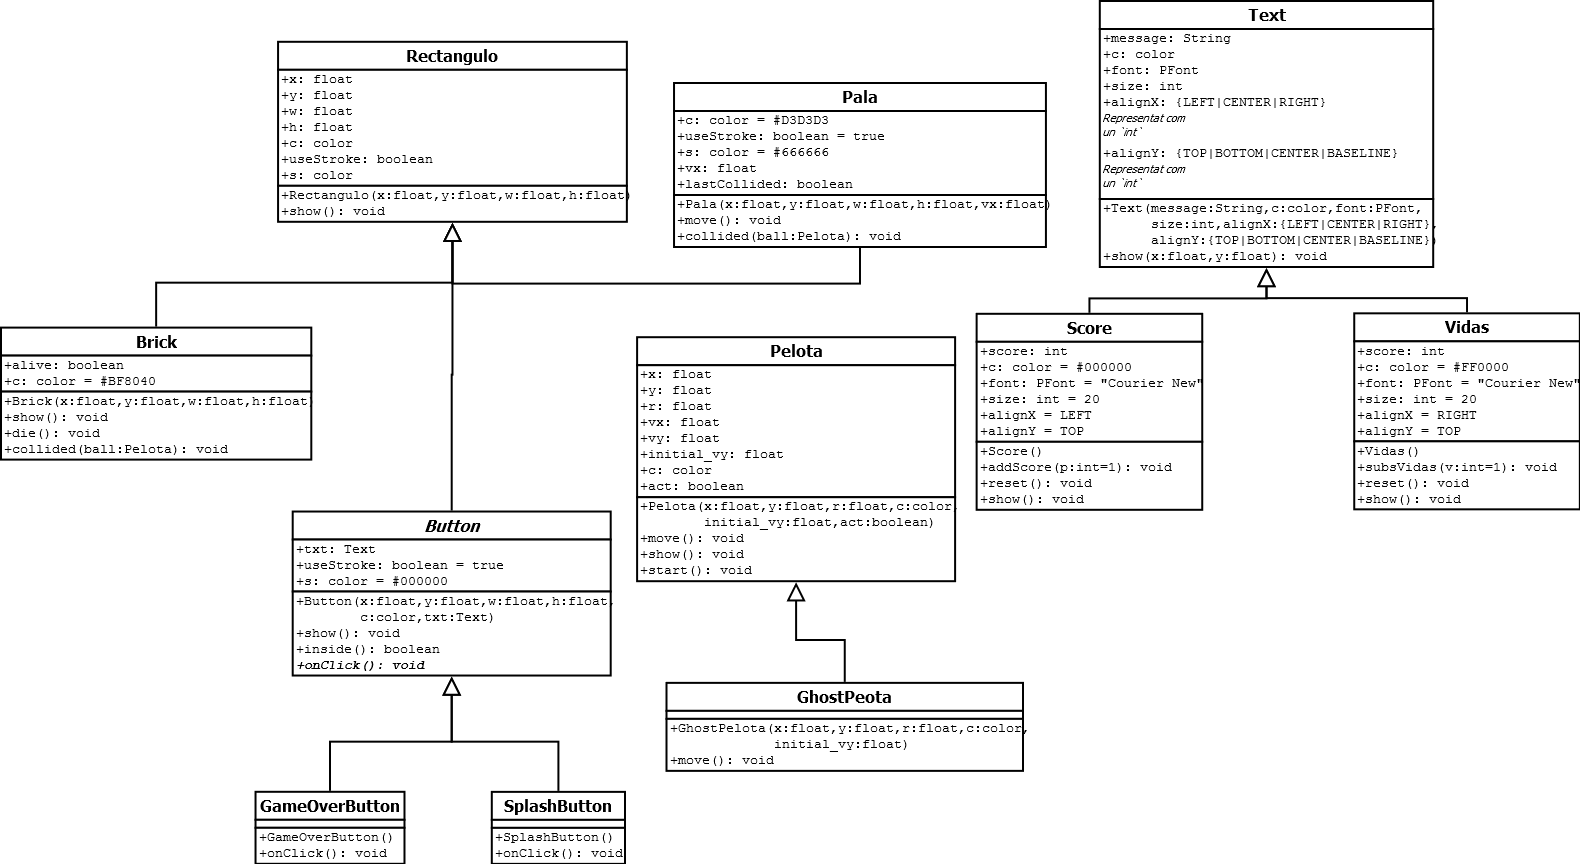 Rectangulo
+x: float
+y: float
+w: float
+h: float
+c: color
+useStroke: boolean
+s: color
+Rectangulo(x:float,y:float,w:float,h:float)
+show(): void
Pala
+c: color = #D3D3D3
+useStroke: boolean = true
+s: color = #666666
+vx: float
+lastCollided: boolean
+Pala(x:float,y:float,w:float,h:float,vx:float)
+move(): void
+collided(ball:Pelota): void
Text
+message: String
+c: color
+font: PFont
+size: int
+alignX: {LEFT|CENTER|RIGHT}
Representat com
un `int`
+alignY: {TOP|BOTTOM|CENTER|BASELINE}
Representat com
un `int`
+Text(message:String,c:color,font:PFont,
size:int,alignX:{LEFT|CENTER|RIGHT},
alignY:{TOP|BOTTOM|CENTER|BASELINE})
+show(x:float,y:float): void
Brick
+alive: boolean
+c: color = #BF8040
+Brick(x:float,y:float,w:float,h:float)
+show(): void
+die(): void
+collided(ball:Pelota): void
Pelota
+x: float
+y: float
+r: float
+vx: float
+vy: float
+initial_vy: float
+c: color
+act: boolean
+Pelota(x:float,y:float,r:float,c:color,
initial_vy:float,act:boolean)
+move(): void
+show(): void
+start(): void
Score
+score: int
+c: color = #000000
+font: PFont = "Courier New"
+size: int = 20
+alignX = LEFT
+alignY = TOP
+Score()
+addScore(p:int=1): void
+reset(): void
+show(): void
Vidas
+score: int
+c: color = #FF0000
+font: PFont = "Courier New"
+size: int = 20
+alignX = RIGHT
+alignY = TOP
+Vidas()
+subsVidas(v:int=1): void
+reset(): void
+show(): void
Button
+txt: Text
+useStroke: boolean = true
+s: color = #000000
+Button(x:float,y:float,w:float,h:float,
c:color,txt:Text)
+show(): void
+inside(): boolean
+onClick(): void
GhostPeota
+GhostPelota(x:float,y:float,r:float,c:color,
initial_vy:float)
+move(): void
GameOverButton
+GameOverButton()
+onClick(): void
SplashButton
+SplashButton()
+onClick(): void